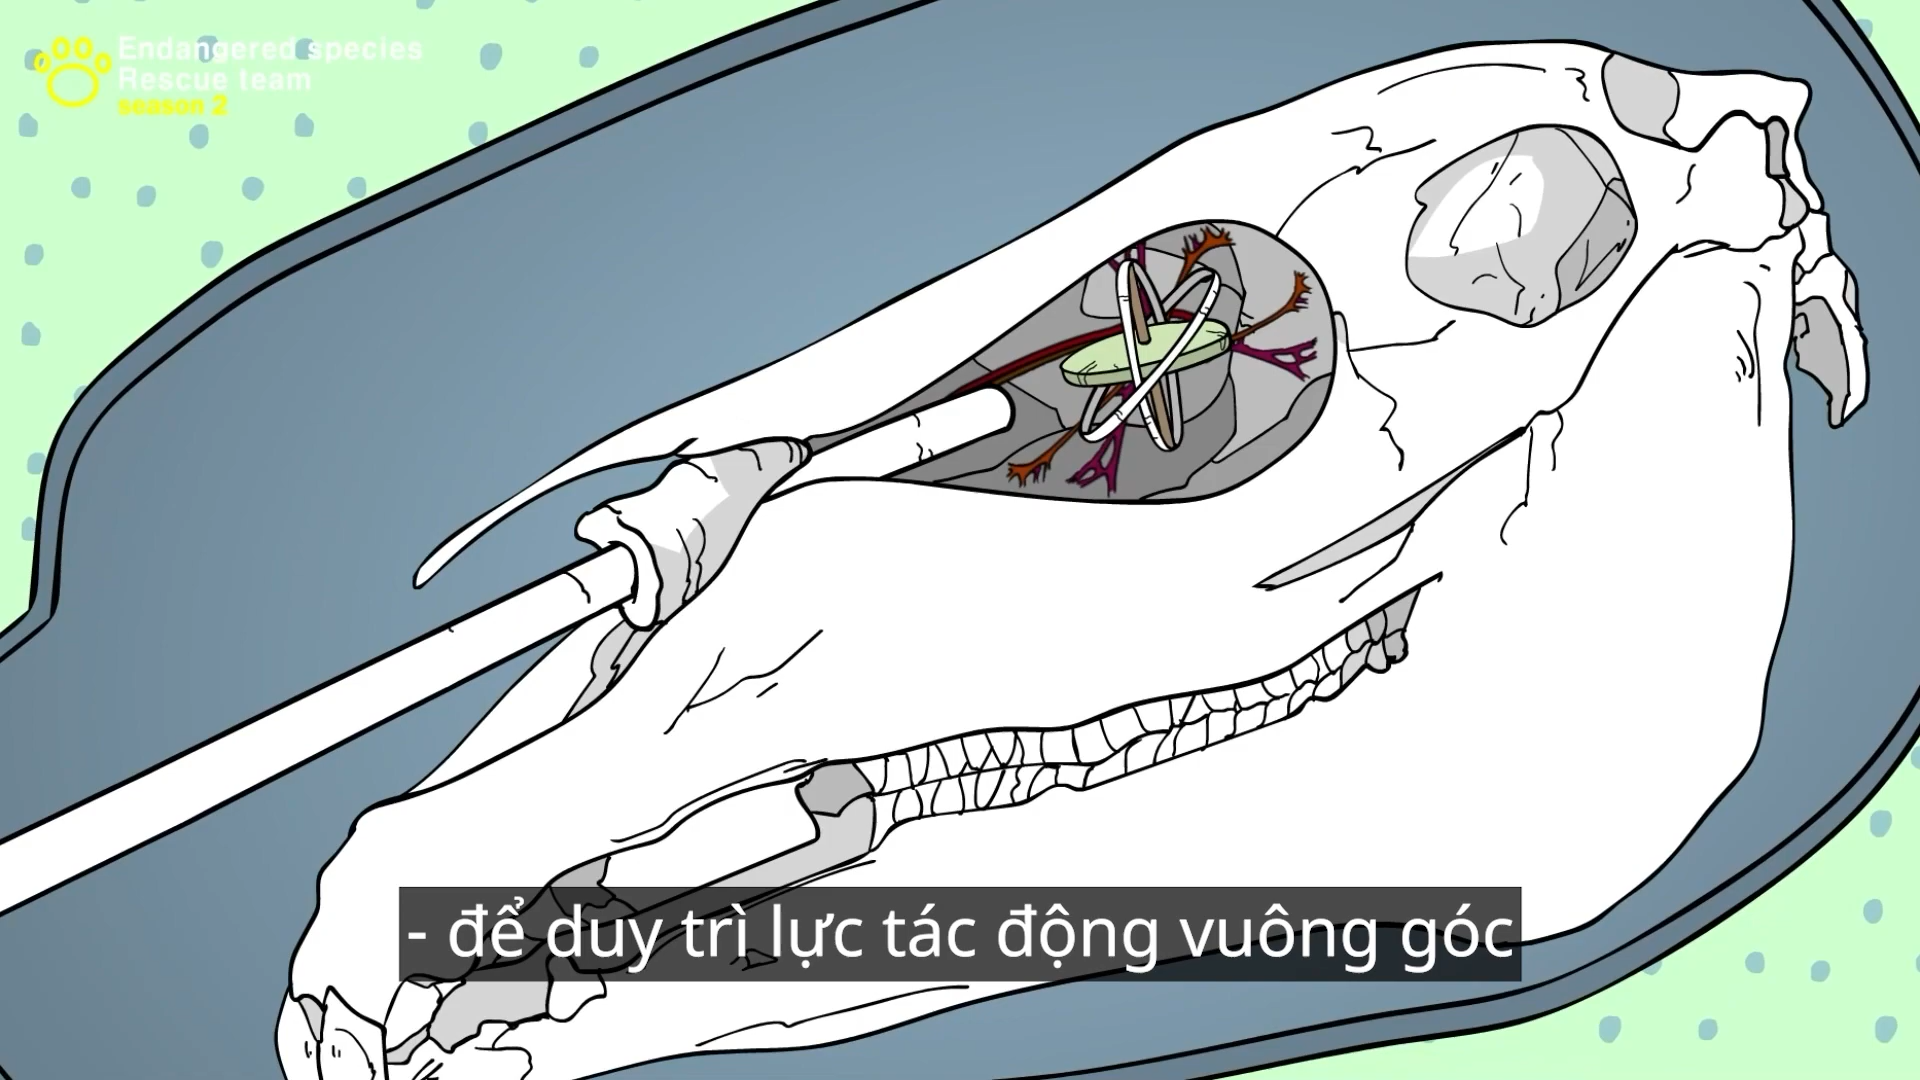 Endangered species
Rescue team
season 2
- để duy trì lực tác động vuông góc